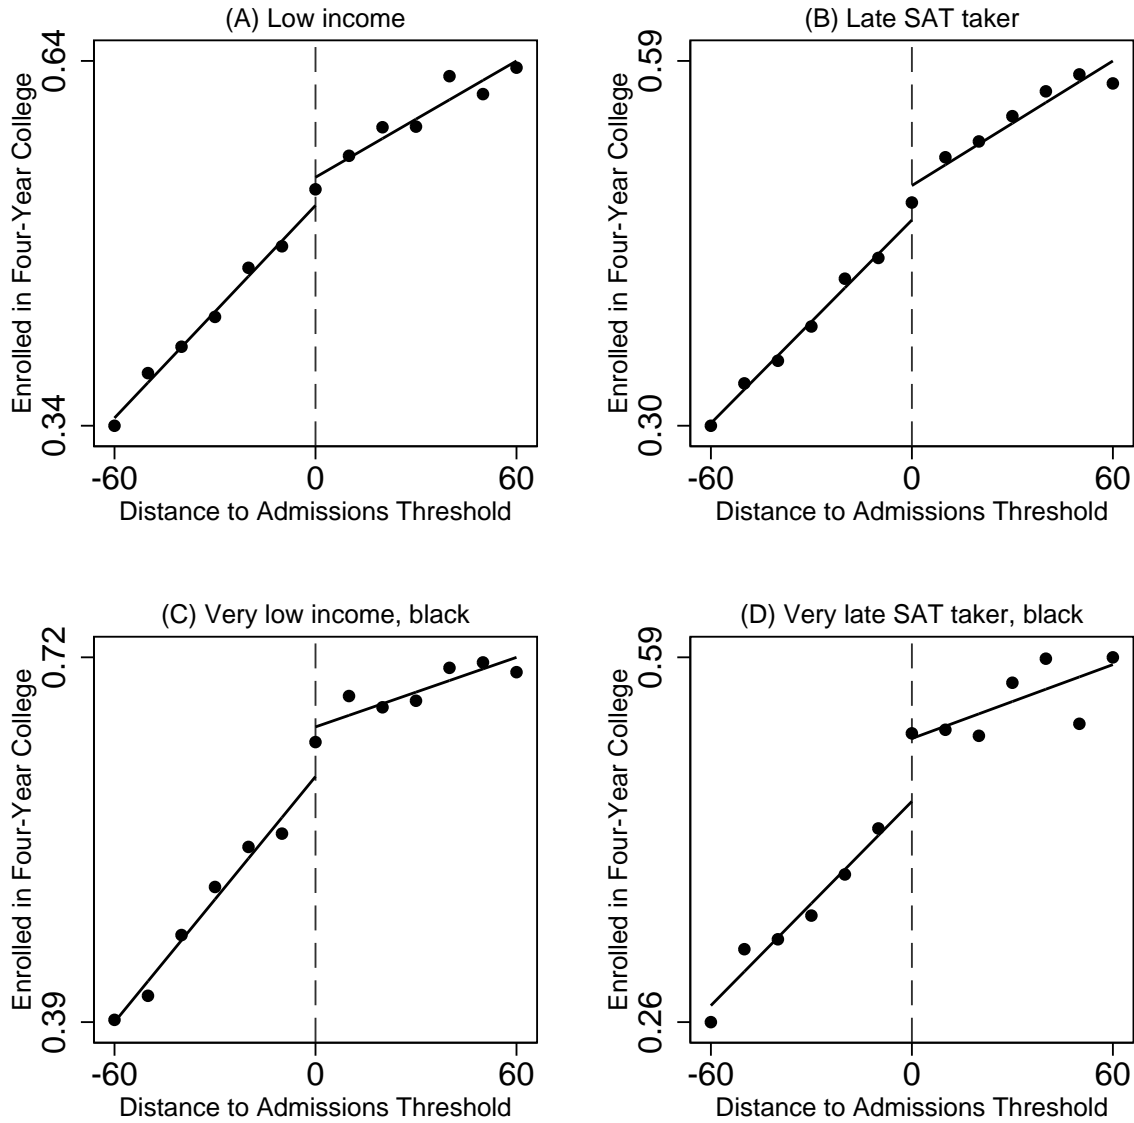 (A) Low income
0.64
0.34
Enrolled in Four-Year College
-60 0 60
Distance to Admissions Threshold
(B) Late SAT taker
0.59
0.30
Enrolled in Four-Year College
-60 0 60
Distance to Admissions Threshold
(C) Very low income, black
0.72
0.39
Enrolled in Four-Year College
-60 0 60
Distance to Admissions Threshold
(D) Very late SAT taker, black
0.59
0.26
Enrolled in Four-Year College
-60 0 60
Distance to Admissions Threshold